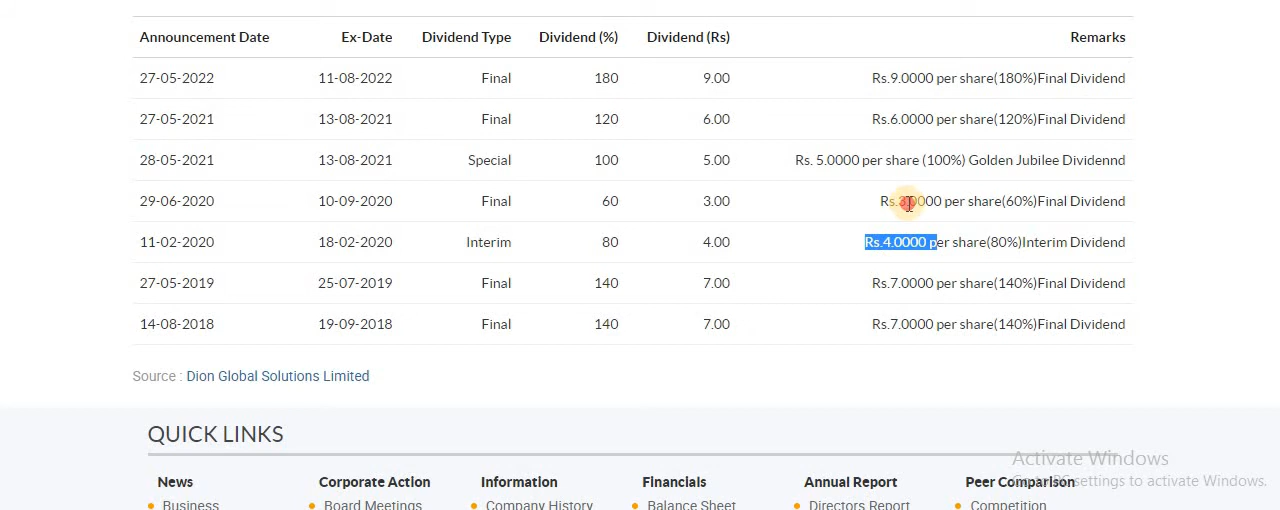 Announcement Date Ex-Date Dividend Type Dividend (%) Dividend (Rs) Remarks
27-05-2022 11-08-2022 Final 180 9.00 Rs.9.0000 per share(180%)Final Dividend
27-05-2021 13-08-2021 Final 120 6.00 Rs.6.0000 per share(120%)Final Dividend
28-05-2021 13-08-2021 Special 100 5.00 Rs. 5.0000 per share (100%) Golden Jubilee Dividennd
29-06-2020 10-09-2020 Final 60 3.00 Rs.3.0000 per share(60%)Final Dividend
11-02-2020 18-02-2020 Interim 80 4.00 Rs.4.0000 per share(80%)Interim Dividend
27-05-2019 25-07-2019 Final 140 7.00 Rs.7.0000 per share(140%)Final Dividend
14-08-2018 19-09-2018 Final 140 7.00 Rs.7.0000 per share(140%)Final Dividend
Source : Dion Global Solutions Limited
QUICK LINKS
Activate Windows
News Corporate Action Information Financials Annual Report Peer Comparison
Go to PC settings to activate Windows.
Business Board Meetings Company History Balance Sheet Directors Report Competition